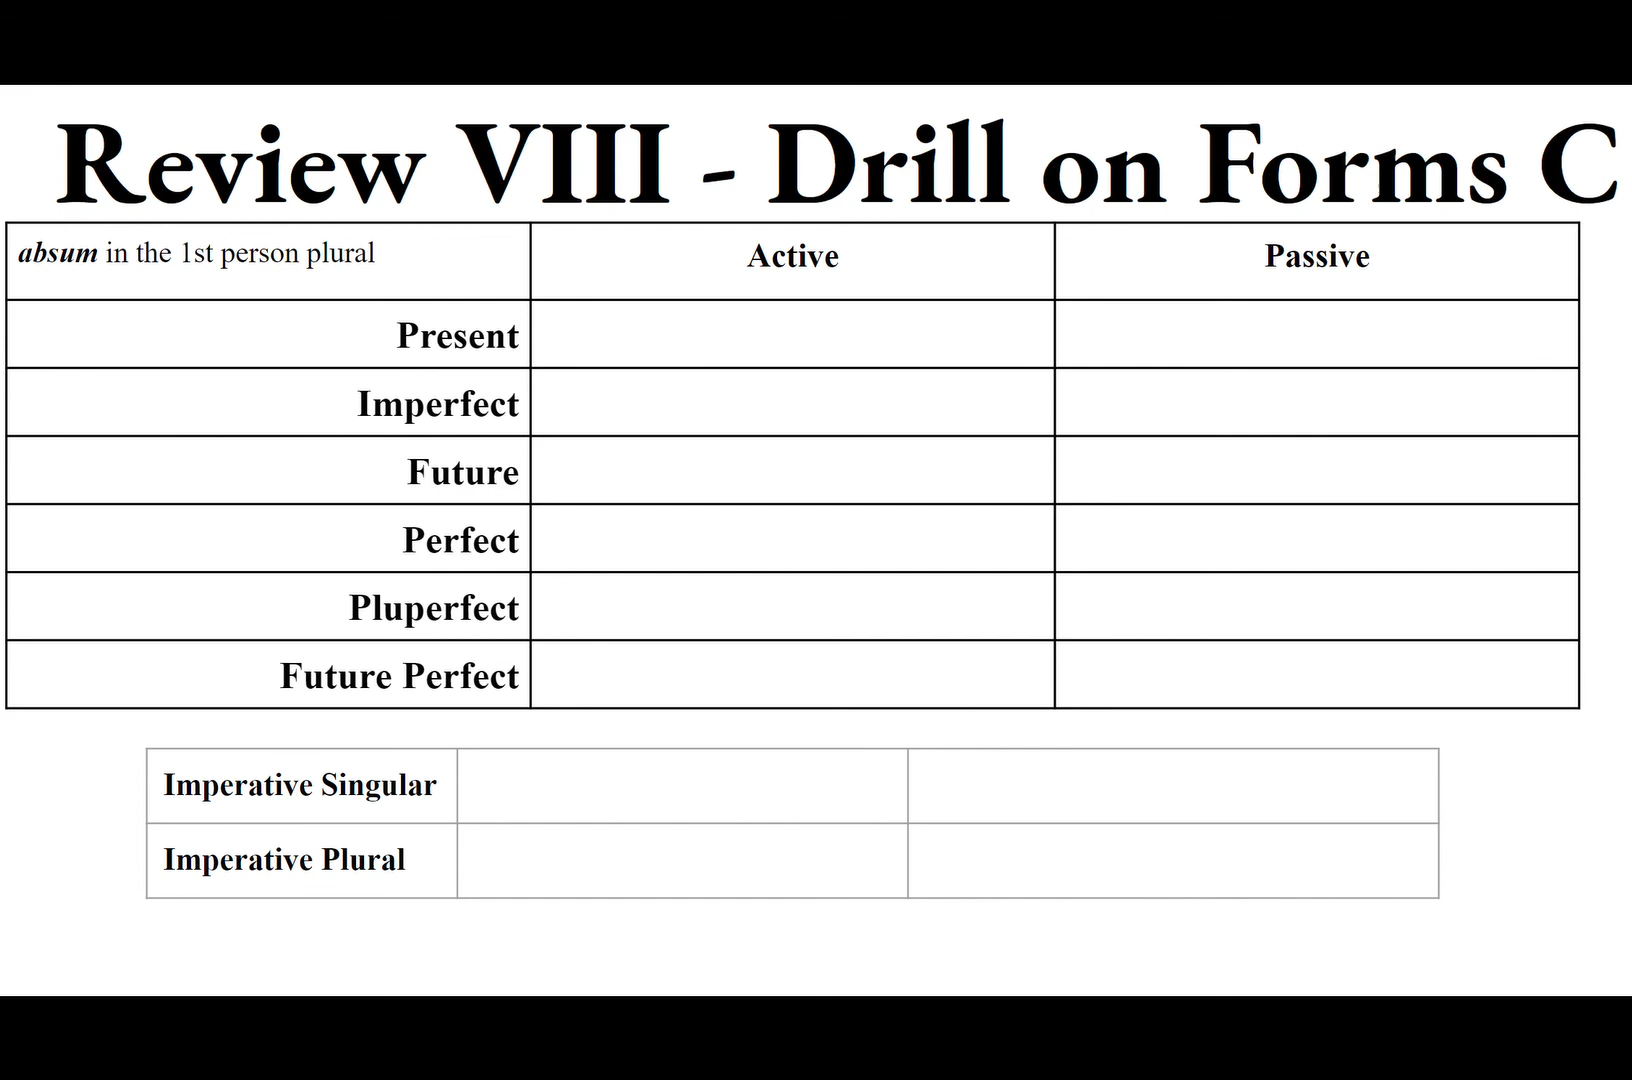 Review VIII - Drill on Forms C
absum in the 1st person plural Active Passive
Present
Imperfect
Future
Perfect
Pluperfect
Future Perfect
Imperative Singular
Imperative Plural